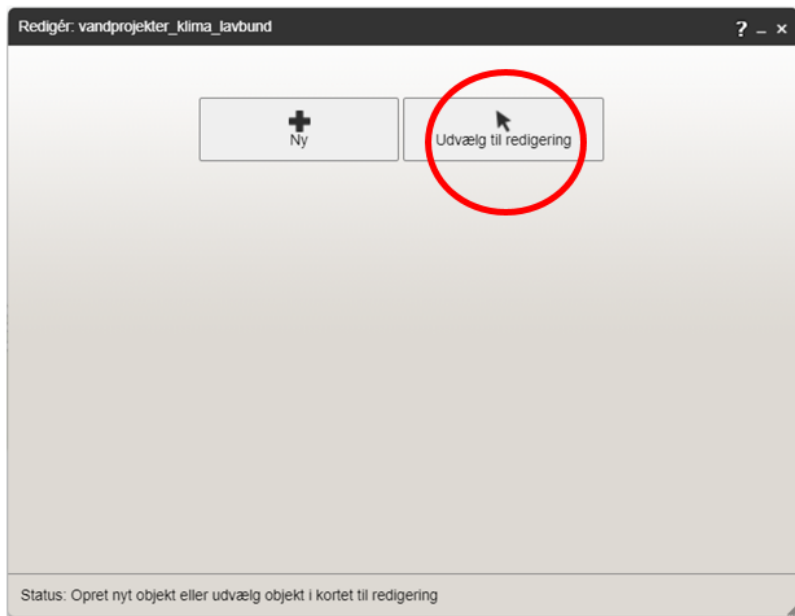 Redigér: vandprojekter_klima_lavbund
Ny
Udvælg til redigering
Status: Opret nyt objekt eller udvælg objekt i kortet til redigering